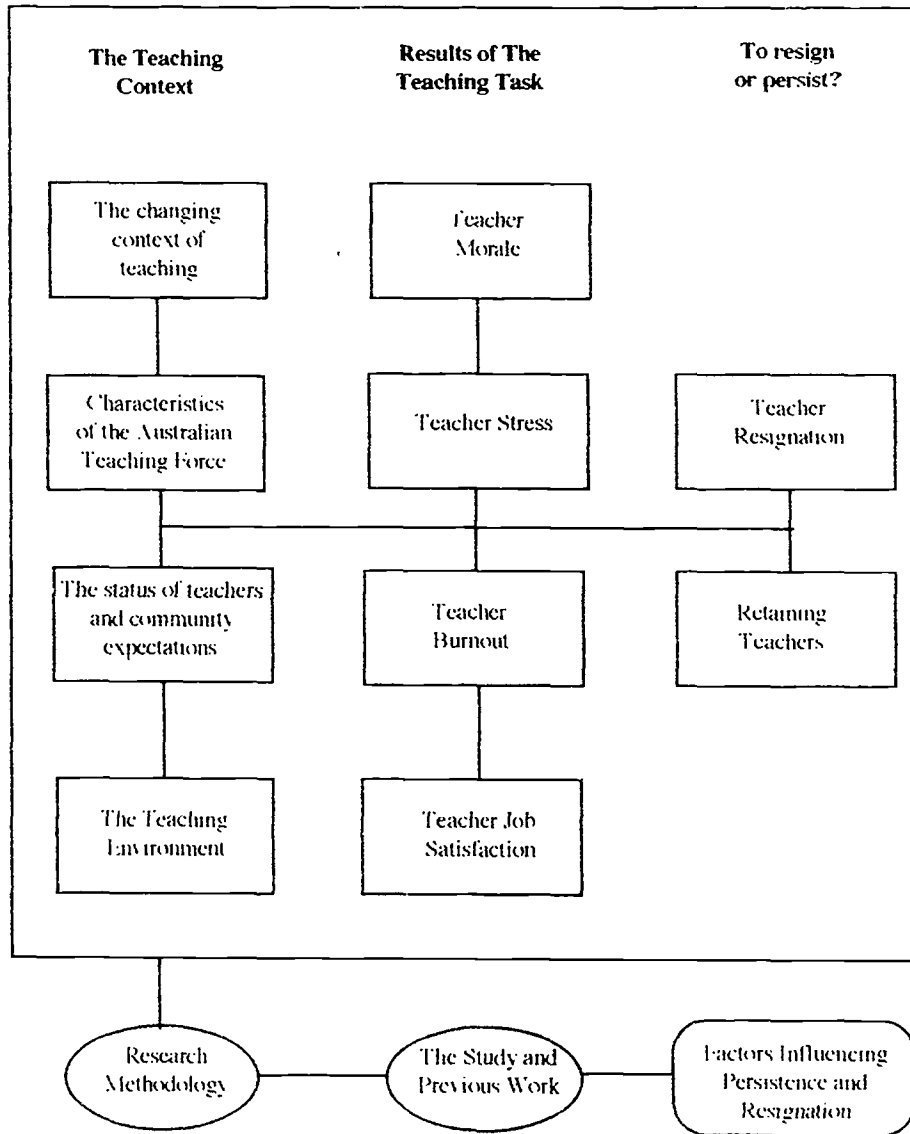 The Teaching
Context
Results of The
Teaching Task
To resign
or persist?
The changing
context of
teaching
Teacher
Morale
Characteristics
of the Australian
Teaching Force
Teacher Stress
Teacher
Resignation
The status of teachers
and community
expectations
Teacher
Burnout
Retaining
Teachers
The Teaching
Environment
Teacher Job
Satisfaction
Research
Methodology
The Study and
Previous Work
Factors Influencing
Persistence and
Resignation